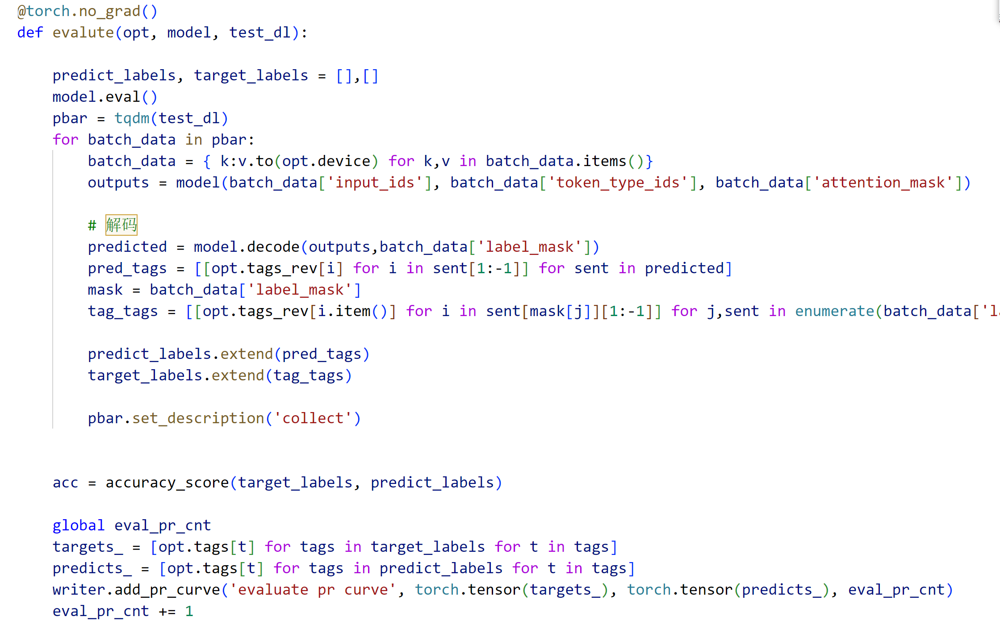 @torch.no_grad()
def evalute(opt, model, test_dl):
predict_labels, target_labels = [],[]
model.eval()
pbar = tqdm(test_dl)
for batch_data in pbar:
batch_data = { k:v.to(opt.device) for k,v in batch_data.items()}
outputs = model(batch_data['input_ids'], batch_data['token_type_ids'], batch_data['attention_mask'])
# 解码
predicted = model.decode(outputs,batch_data['label_mask'])
pred_tags = [[opt.tags_rev[i] for i in sent[1:-1]] for sent in predicted]
mask = batch_data['label_mask']
tag_tags = [[opt.tags_rev[i.item()] for i in sent[mask[j]][1:-1]] for j,sent in enumerate(batch_data['l
predict_labels.extend(pred_tags)
target_labels.extend(tag_tags)
pbar.set_description('collect')
acc = accuracy_score(target_labels, predict_labels)
global eval_pr_cnt
targets_ = [opt.tags[t] for tags in target_labels for t in tags]
predicts_ = [opt.tags[t] for tags in predict_labels for t in tags]
writer.add_pr_curve('evaluate pr curve', torch.tensor(targets_), torch.tensor(predicts_), eval_pr_cnt)
eval_pr_cnt += 1